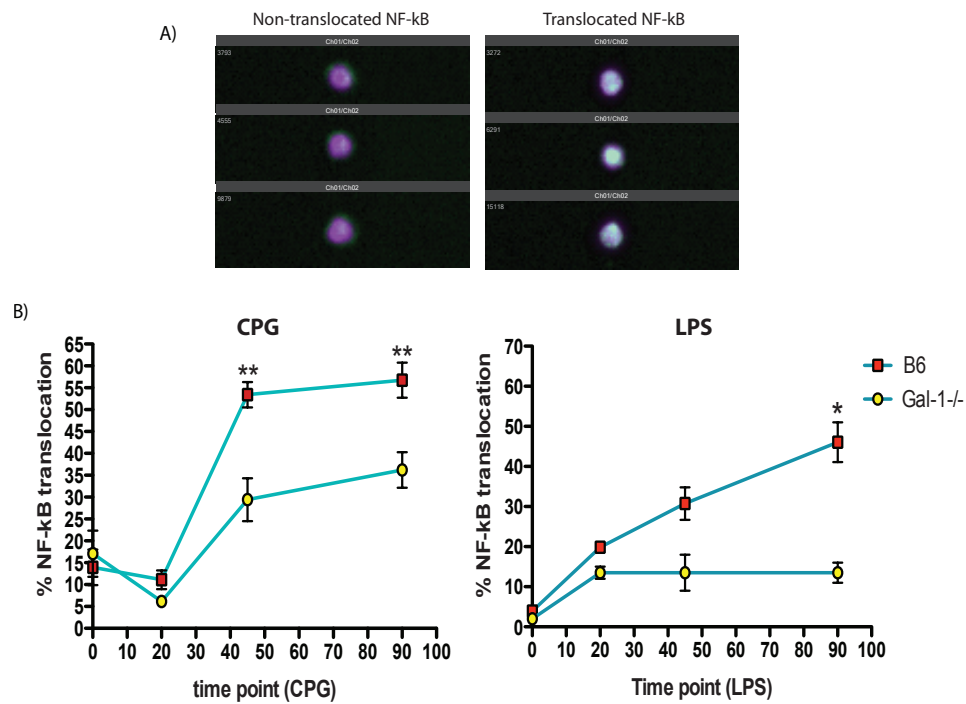 A)
Non-translocated NF-kB
Translocated NF-kB
Ch01/Ch02
3793
Ch01/Ch02
4555
Ch01/Ch02
9879
Ch01/Ch02
3272
Ch01/Ch02
6291
Ch01/Ch02
15118
B)
CPG
% NF-kB translocation
65
60
55
50
45
40
35
30
25
20
15
10
5
0
** **
0 10 20 30 40 50 60 70 80 90 100
time point (CPG)
LPS
% NF-kB translocation
70
60
50
40
30
20
10
0
*
0 10 20 30 40 50 60 70 80 90 100
Time point (LPS)
B6
Gal-1-/-